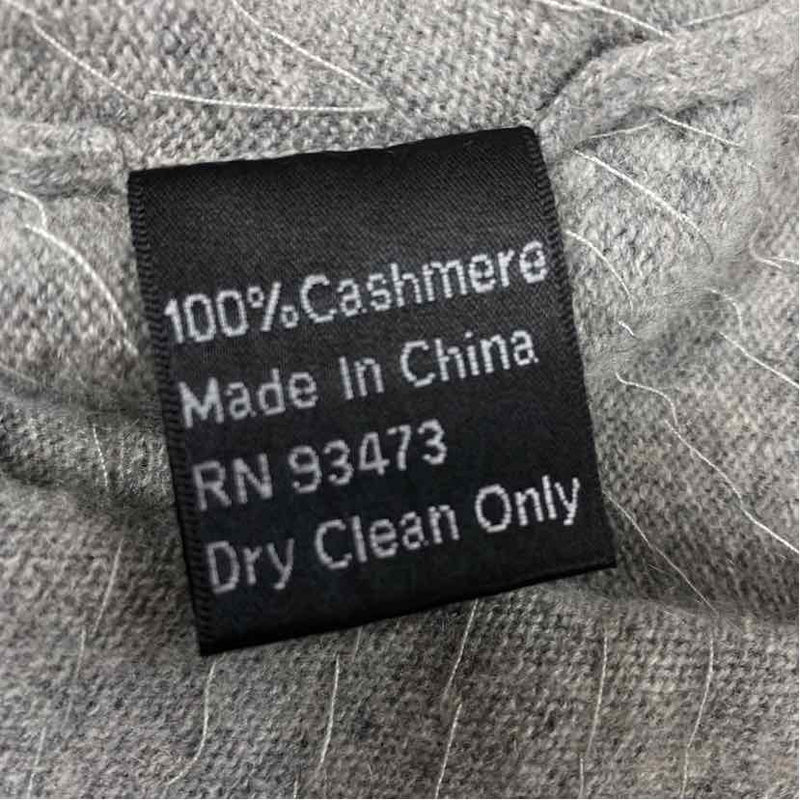 100%Cashmere
Made In China
RN 93473
Dry Clean Only